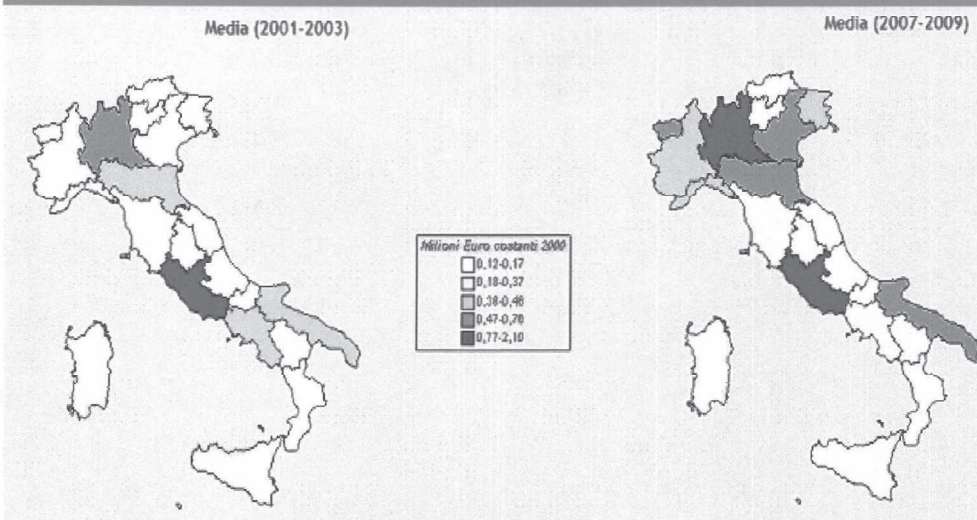 Media (2001-2003)
Media (2007-2009)
Milioni Euro costanti 2000
0,12-0,17
0,18-0,37
0,38-0,46
0,47-0,76
0,77-2,10